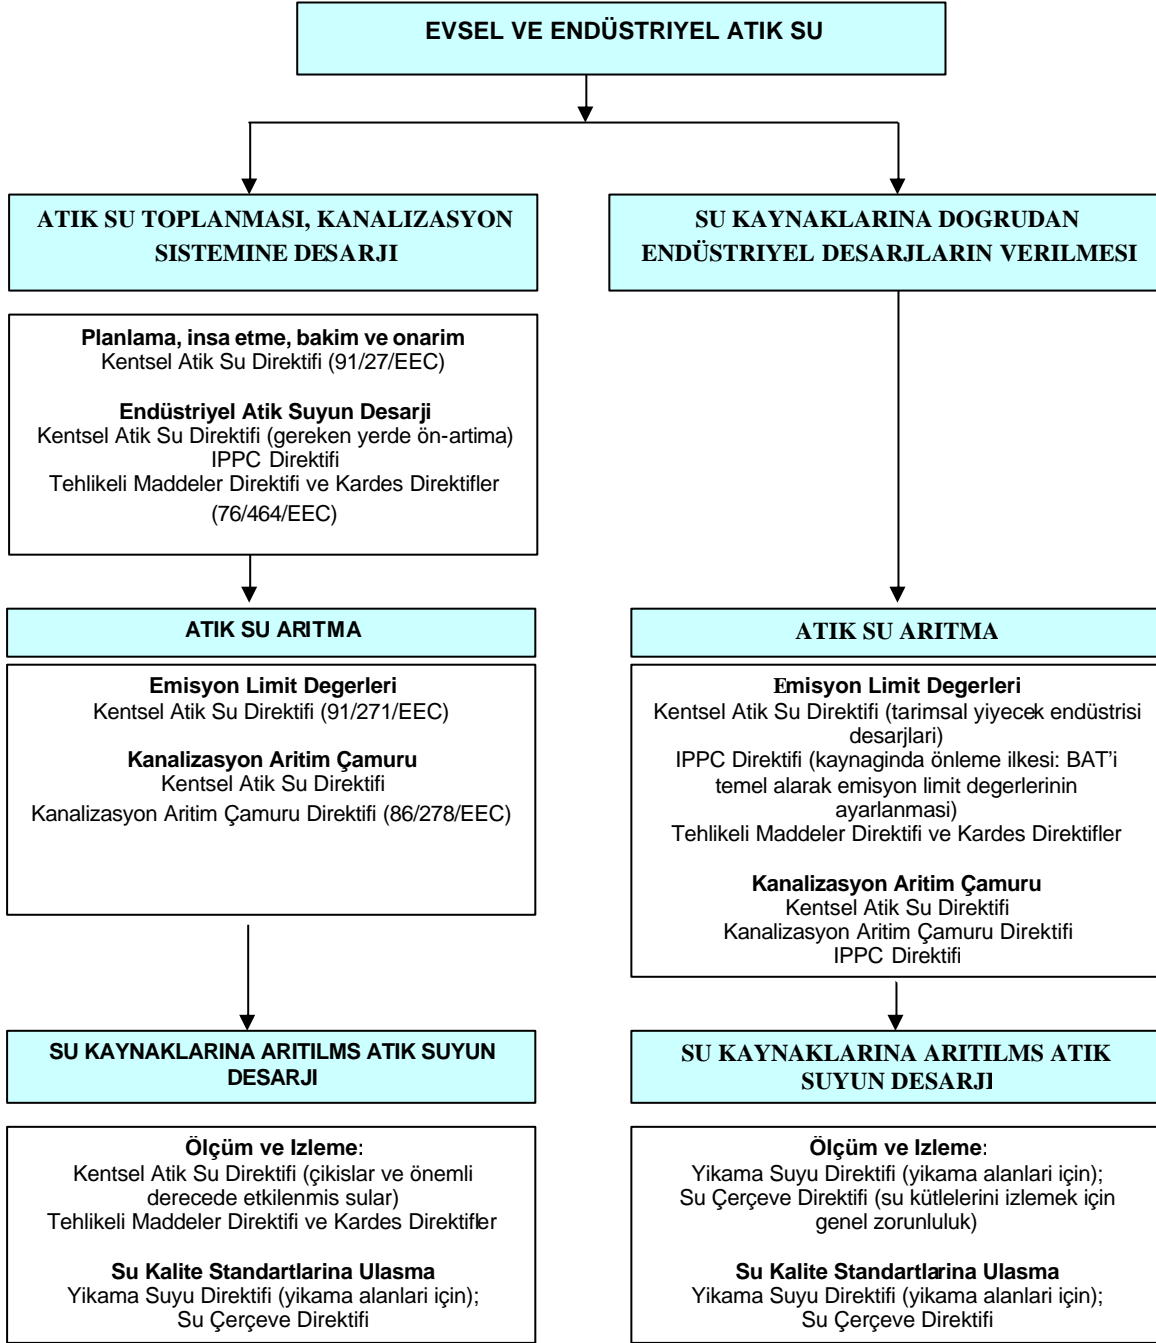 EVSEL VE ENDÜSTRIYEL ATIK SU
ATIK SU TOPLANMASI, KANALIZASYON
SISTEMINE DESARJI
Planlama, insa etme, bakim ve onarim
Kentsel Atik Su Direktifi (91/27/EEC)
Endüstriyel Atik Suyun Desarji
Kentsel Atik Su Direktifi (gereken yerde ön-artima)
IPPC Direktifi
Tehlikeli Maddeler Direktifi ve Kardes Direktifler
(76/464/EEC)
ATIK SU ARITMA
Emisyon Limit Degerleri
Kentsel Atik Su Direktifi (91/271/EEC)
Kanalizasyon Aritim Çamuru
Kentsel Atik Su Direktifi
Kanalizasyon Aritim Çamuru Direktifi (86/278/EEC)
SU KAYNAKLARINA ARITILMS ATIK SUYUN
DESARJI
Ölçüm ve Izleme:
Kentsel Atik Su Direktifi (çikislar ve önemli
derecede etkilenmis sular)
Tehlikeli Maddeler Direktifi ve Kardes Direktifler
Su Kalite Standartlarina Ulasma
Yikama Suyu Direktifi (yikama alanlari için);
Su Çerçeve Direktifi
SU KAYNAKLARINA DOGRUDAN
ENDÜSTRIYEL DESARJLARIN VERILMESI
ATIK SU ARITMA
Emisyon Limit Degerleri
Kentsel Atik Su Direktifi (tarimsal yiyecek endüstrisi
desarjlari)
IPPC Direktifi (kaynaginda önleme ilkesi: BAT'i
temel alarak emisyon limit degerlerinin
ayarlanmasi)
Tehlikeli Maddeler Direktifi ve Kardes Direktifler
Kanalizasyon Aritim Çamuru
Kentsel Atik Su Direktifi
Kanalizasyon Aritim Çamuru Direktifi
IPPC Direktifi
SU KAYNAKLARINA ARITILMS ATIK
SUYUN DESARJI
Ölçüm ve Izleme:
Yikama Suyu Direktifi (yikama alanlari için);
Su Çerçeve Direktifi (su kütlelerini izlemek için
genel zorunluluk)
Su Kalite Standartlarina Ulasma
Yikama Suyu Direktifi (yikama alanlari için);
Su Çerçeve Direktifi